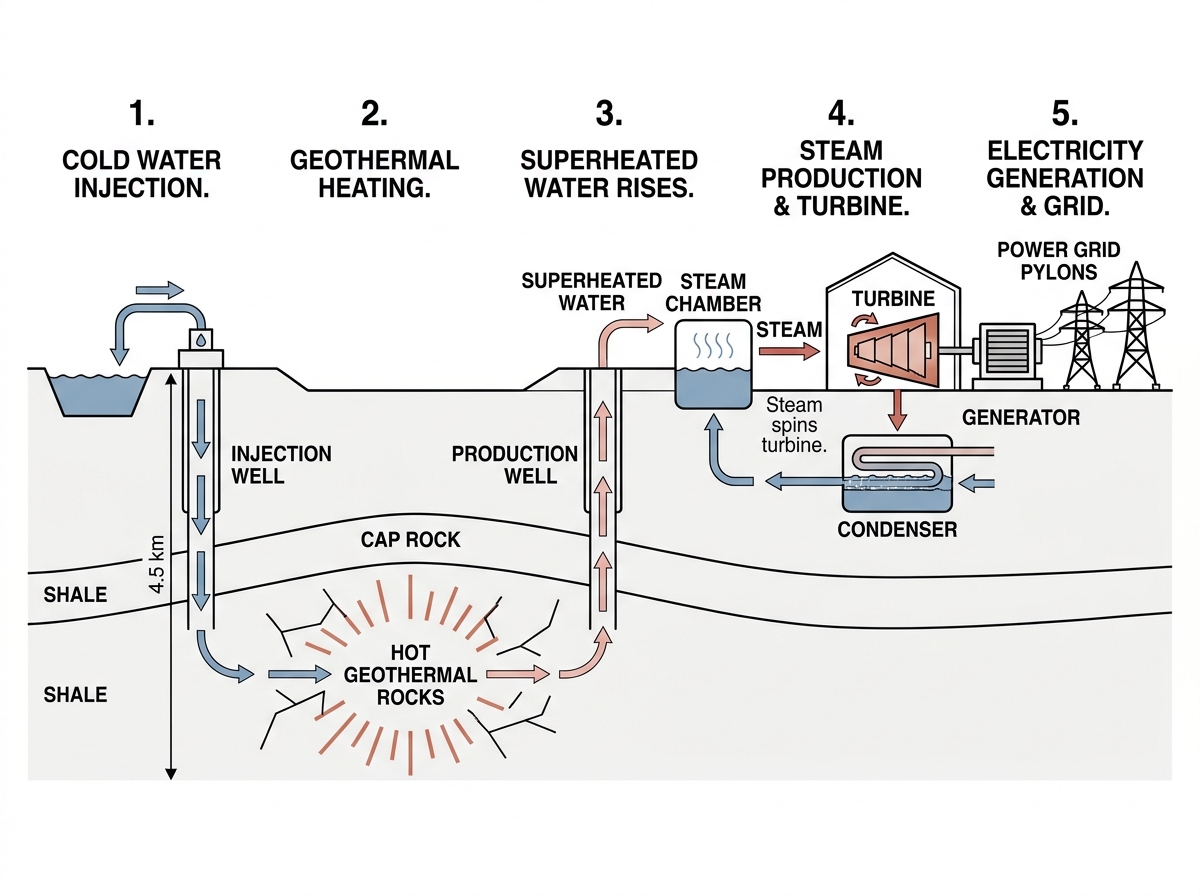 1.
COLD WATER
INJECTION.
2.
GEOTHERMAL
HEATING.
3.
SUPERHEATED
WATER RISES.
4.
STEAM
PRODUCTION
& TURBINE.
5.
ELECTRICITY
GENERATION
& GRID.
POWER GRID
PYLONS
SUPERHEATED
WATER
STEAM
CHAMBER
STEAM
TURBINE
Steam
spins
turbine.
GENERATOR
INJECTION
WELL
PRODUCTION
WELL
CONDENSER
CAP ROCK
4.5 km
SHALE
HOT
GEOTHERMAL
ROCKS
SHALE